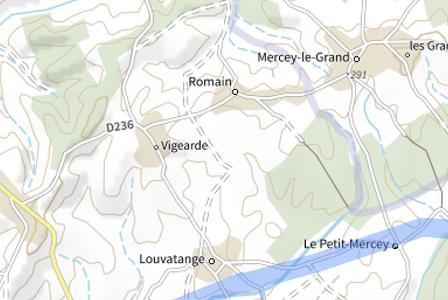 les Gra
Mercey-le-Grand
291
Romain
D236
Vigearde
Le Petit-Mercey
Louvatange